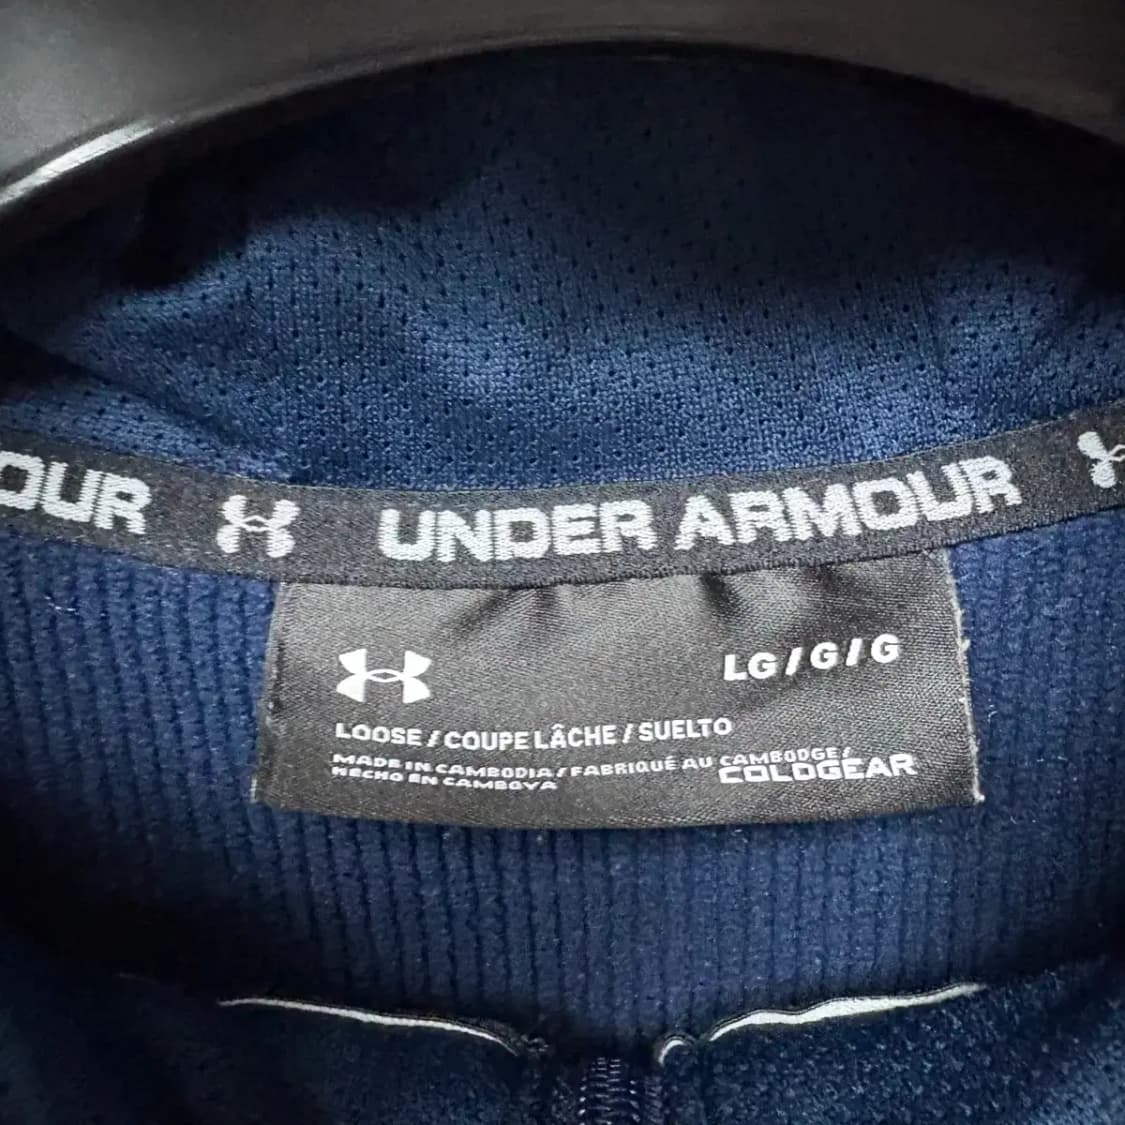 OUR UNDER ARMOUR
LG / G / G
LOOSE / COUPE LÂCHE / SUELTO
MADE IN CAMBODIA / FABRIQUÉ AU CAMBODGE /
HECHO EN CAMBOYA
COLDGEAR